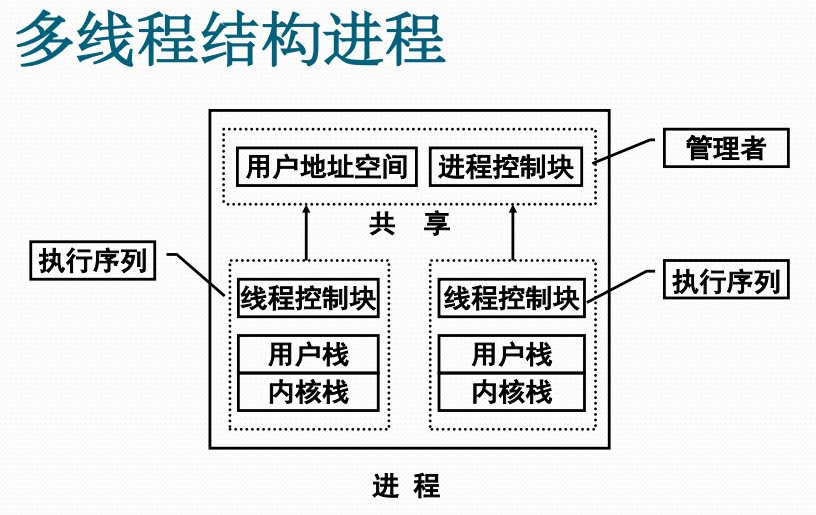 多线程结构进程
管理者
用户地址空间 进程控制块
共 享
执行序列
执行序列
线程控制块 线程控制块
用户栈 用户栈
内核栈 内核栈
进 程